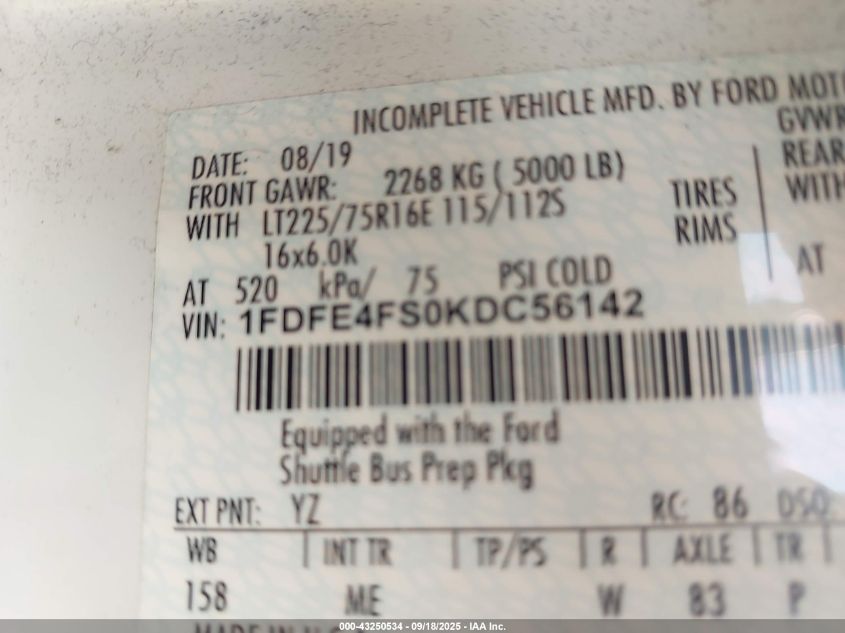 INCOMPLETE VEHICLE MFD. BY FORD
DATE: 08/19
GVWR
FRONT GAWR: 2268 KG ( 5000 LB)
REAR
WITH LT225/75R16E 115/112S TIRES
WITH
16x6.0K RIMS
AT 520 kPa/ 75 PSI COLD
AT
VIN: 1FDFE4FS0KDC56142
Equipped with the Ford
Shuttle Bus Prep Pkg
EXT PNT: YZ RC: 86 DSO:
WB INT TR TP/PS R AXLE TR
158 ME W 83 P
MADE IN
000-43250534 - 09/18/2025 - IAA Inc.